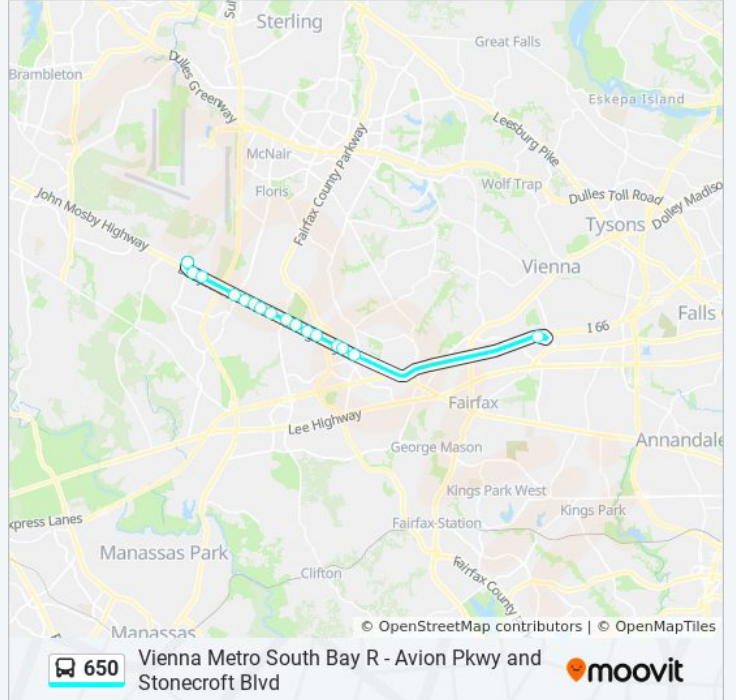 Sterling
Great Falls
Brambleton
Dulles Greenway
Eskepa Island
Leesburg Pike
McNair
Fairfax County Parkway
Wolf Trap
Floris
Dulles Toll Road
Dolley Madiso
John Mosby Highway
Tysons
Vienna
Falls
I 66
Fairfax
Lee Highway
George Mason
Annandale
Kings Park West
Kings Park
xpress Lanes
Fairfax Station
Manassas Park
Clifton
Fairfax County
Manassas
© OpenStreetMap contributors | © OpenMapTiles
650
Vienna Metro South Bay R - Avion Pkwy and
Stonecroft Blvd
moovit